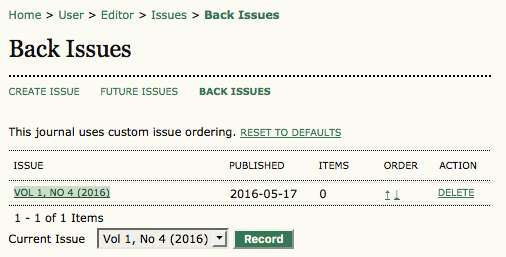 Home > User > Editor > Issues > Back Issues
Back Issues
CREATE ISSUE FUTURE ISSUES BACK ISSUES
This journal uses custom issue ordering. RESET TO DEFAULTS
ISSUE PUBLISHED ITEMS ORDER ACTION
VOL 1, NO 4 (2016) 2016-05-17 0 ↑ ↓ DELETE
1 - 1 of 1 Items
Current Issue Vol 1, No 4 (2016) Record